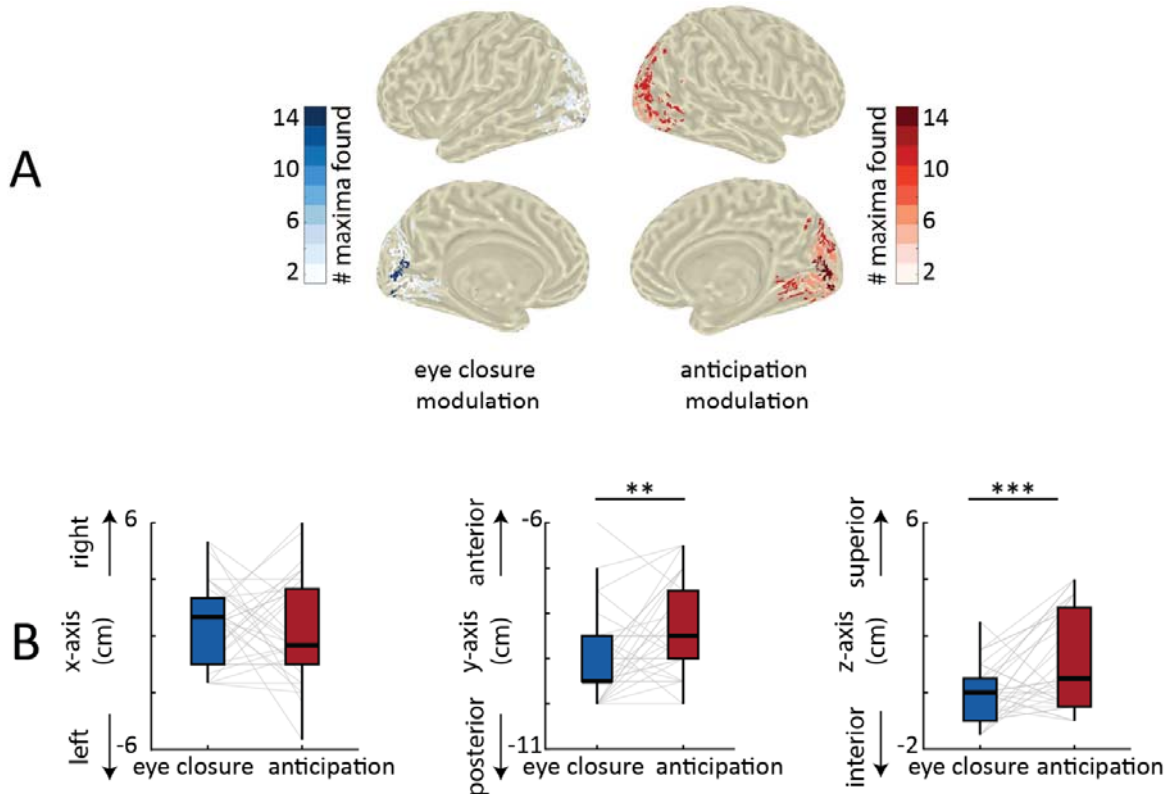 A
14
10
6
2
# maxima found
14
10
6
2
# maxima found
eye closure
modulation
anticipation
modulation
B
6
-6
right
x-axis
(cm)
left
eye closure
anticipation
**
-6
-11
anterior
y-axis
(cm)
posterior
eye closure
anticipation
***
6
-2
superior
z-axis
(cm)
interior
eye closure
anticipation